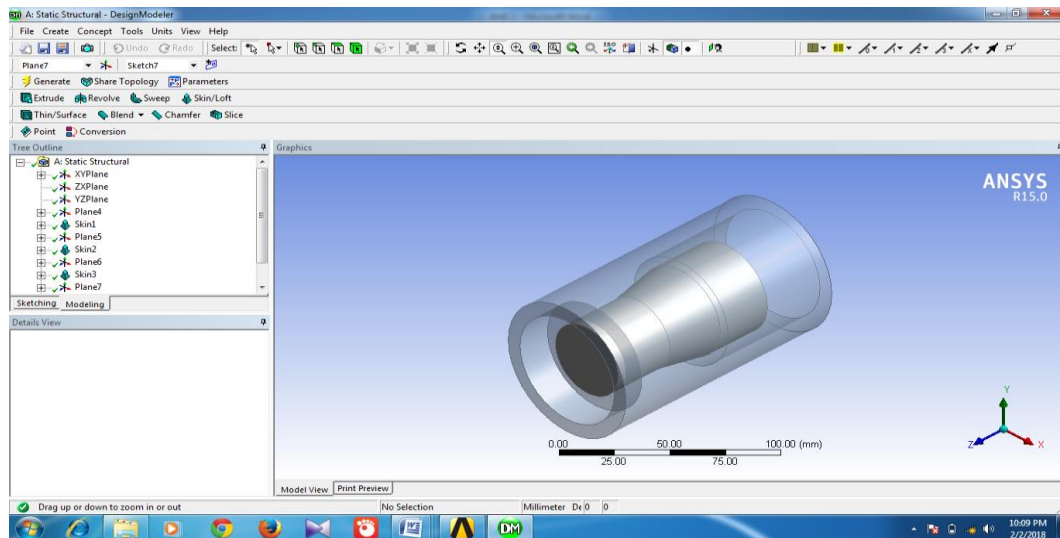 A: Static Structural - DesignModeler
File Create Concept Tools Units View Help
Undo Redo Select:
Plane7 Sketch7
Generate Share Topology Parameters
Extrude Revolve Sweep Skin/Loft
Thin/Surface Blend Chamfer Slice
Point Conversion
Tree Outline
A: Static Structural
XYPlane
ZXPlane
YZPlane
Plane4
Skin1
Plane5
Skin2
Plane6
Skin3
Plane7
Sketching Modeling
Details View
Graphics
ANSYS
R15.0
0.00 50.00 100.00 (mm)
25.00 75.00
Y
Z X
Model View Print Preview
Drag up or down to zoom in or out No Selection Millimeter De 0 0
DM
10:09 PM
2/2/2018